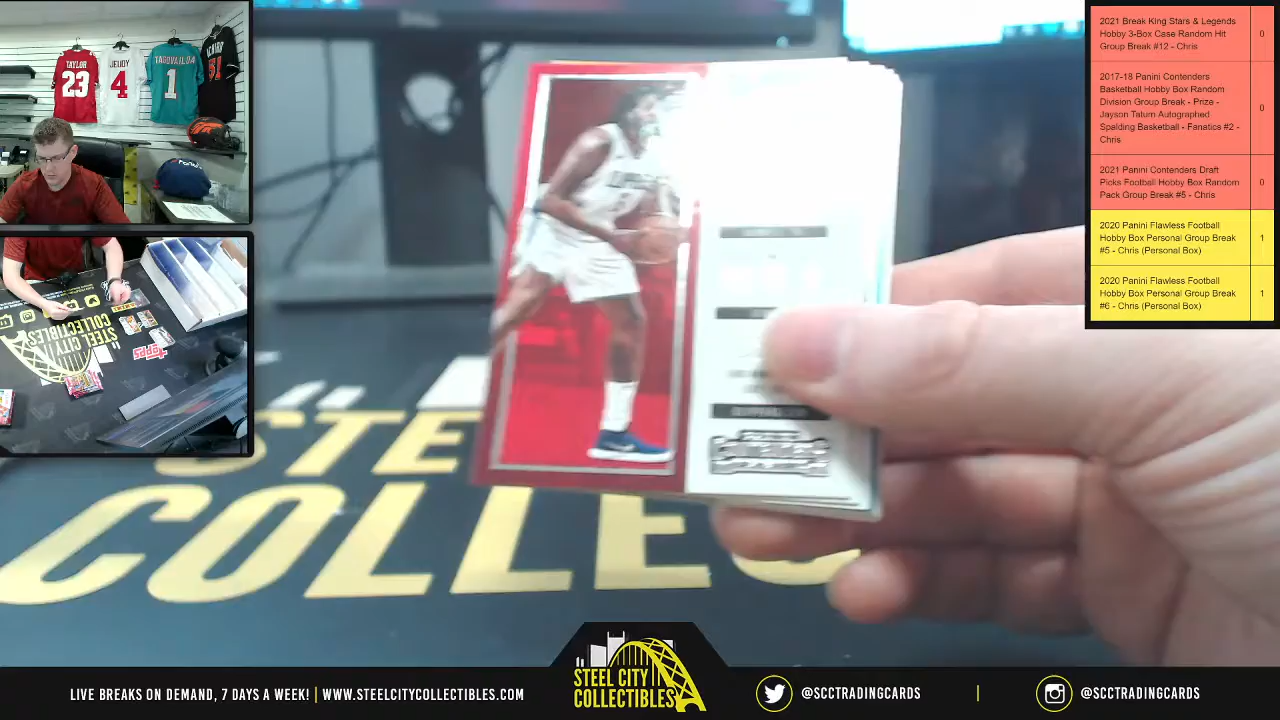 TAYLOR
23
JEUDY
4
TAGOVAILOA
1
51
STEEL CITY
COLLECTIBLES
Topps
STE
COLLEC
2021 Break King Stars & Legends
Hobby 3-Box Case Random Hit
Group Break #12 - Chris
0
2017-18 Panini Contenders
Basketball Hobby Box Random
Division Group Break - Prize -
Jayson Tatum Autographed
Spalding Basketball - Fanatics #2 -
Chris
0
2021 Panini Contenders Draft
Picks Football Hobby Box Random
Pack Group Break #5 - Chris
0
2020 Panini Flawless Football
Hobby Box Personal Group Break
#5 - Chris (Personal Box)
1
2020 Panini Flawless Football
Hobby Box Personal Group Break
#6 - Chris (Personal Box)
1
LIVE BREAKS ON DEMAND, 7 DAYS A WEEK! | WWW.STEELCITYCOLLECTIBLES.COM
STEEL CITY
COLLECTIBLES
@SCCTRADINGCARDS
@SCCTRADINGCARDS